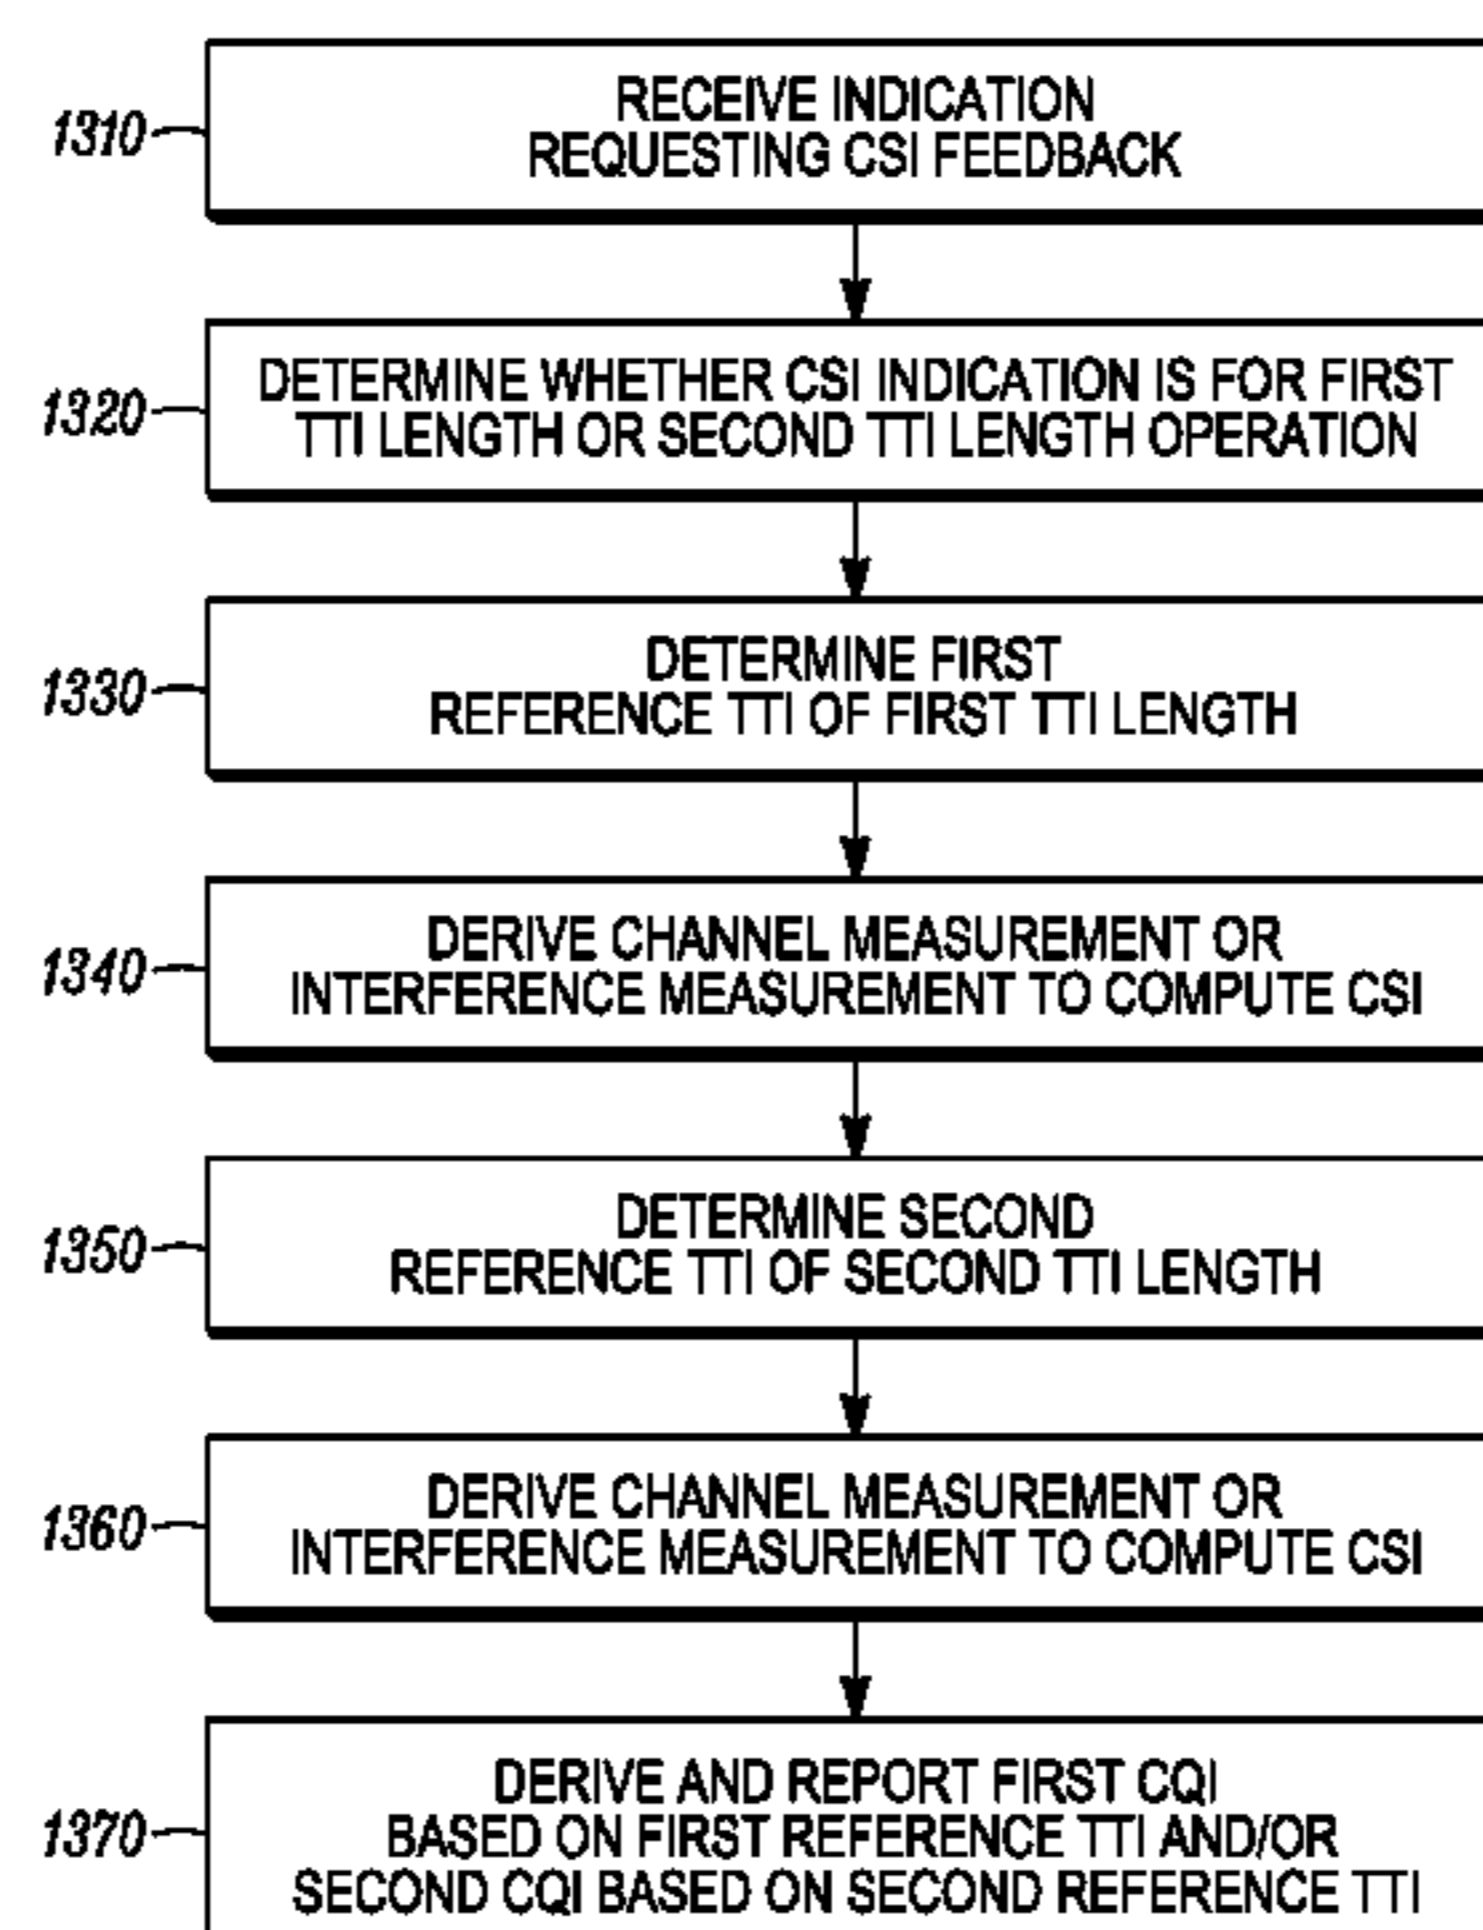 1310
RECEIVE INDICATION
REQUESTING CSI FEEDBACK
1320
DETERMINE WHETHER CSI INDICATION IS FOR FIRST
TTI LENGTH OR SECOND TTI LENGTH OPERATION
1330
DETERMINE FIRST
REFERENCE TTI OF FIRST TTI LENGTH
1340
DERIVE CHANNEL MEASUREMENT OR
INTERFERENCE MEASUREMENT TO COMPUTE CSI
1350
DETERMINE SECOND
REFERENCE TTI OF SECOND TTI LENGTH
1360
DERIVE CHANNEL MEASUREMENT OR
INTERFERENCE MEASUREMENT TO COMPUTE CSI
1370
DERIVE AND REPORT FIRST CQI
BASED ON FIRST REFERENCE TTI AND/OR
SECOND CQI BASED ON SECOND REFERENCE TTI